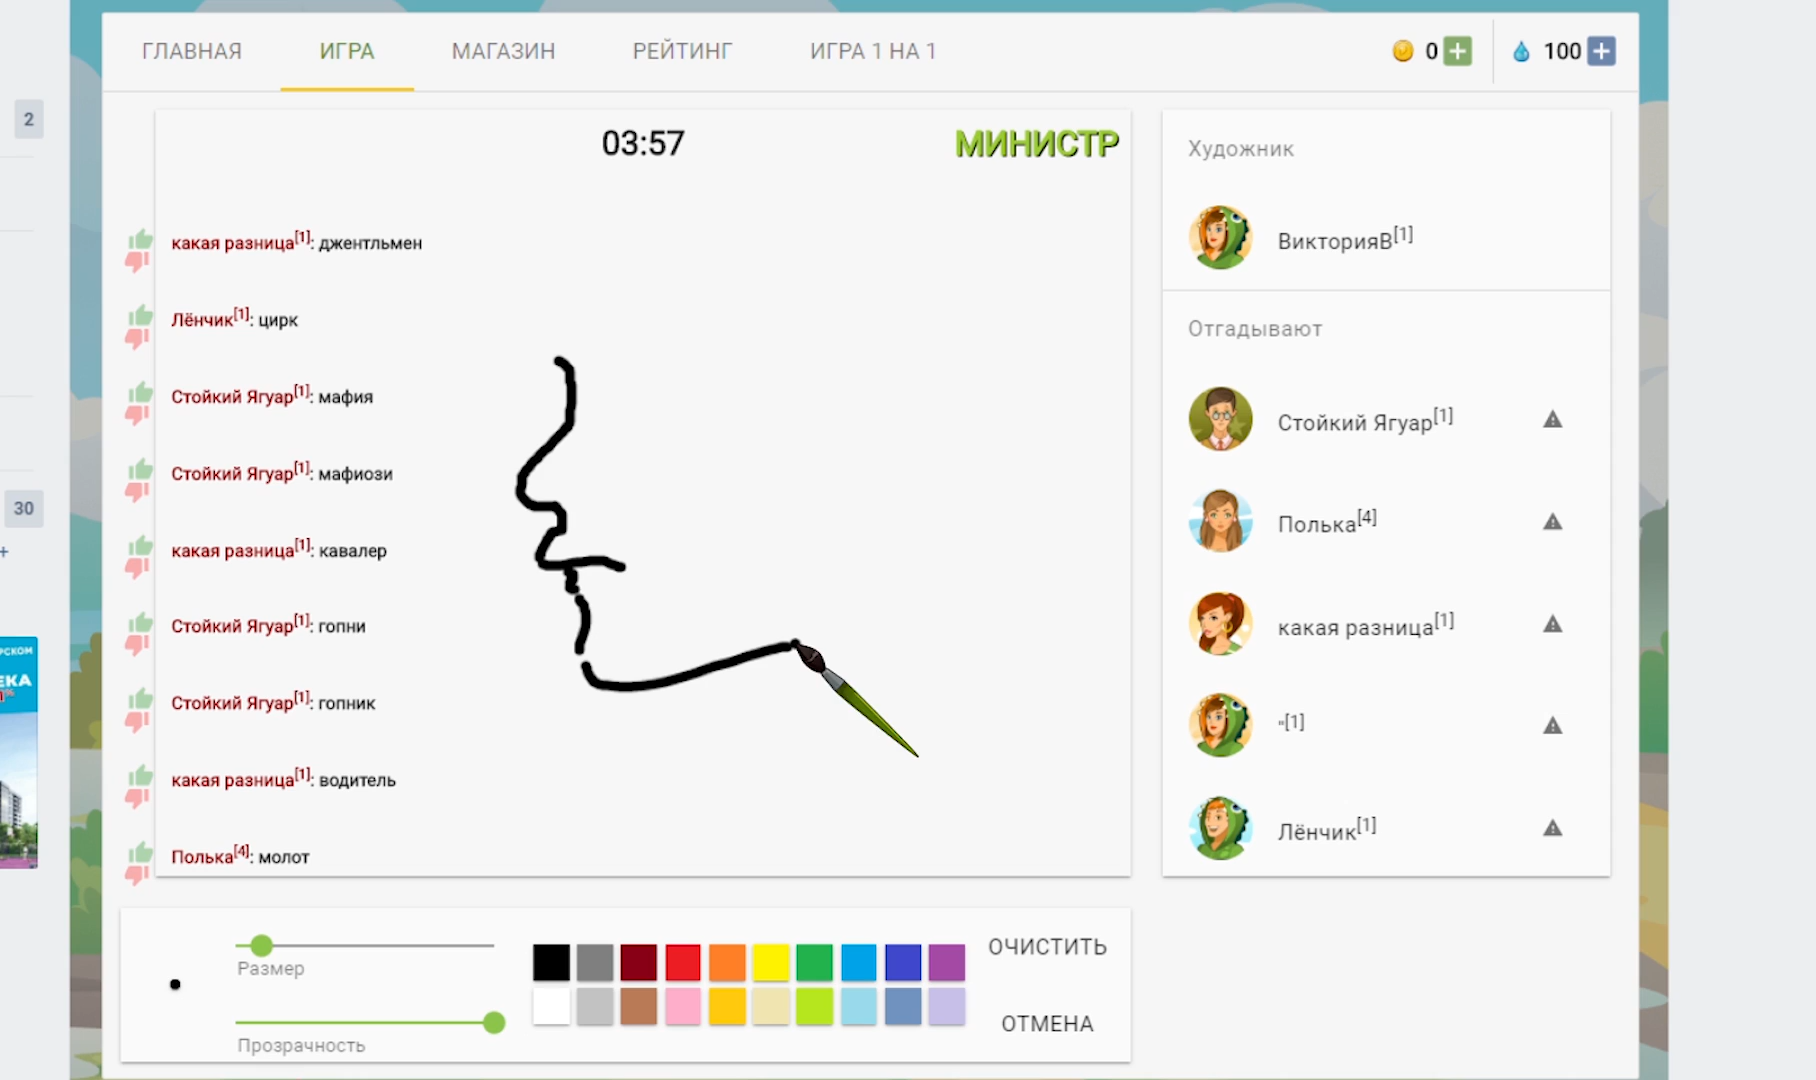 ГЛАВНАЯ
ИГРА
МАГАЗИН
РЕЙТИНГ
ИГРА 1 НА 1
0
100
2
30
+
РСКОМ
ЕКА
03:57
МИНИСТР
какая разница[1]: джентльмен
Лёнчик[1]: цирк
Стойкий Ягуар[1]: мафия
Стойкий Ягуар[1]: мафиози
какая разница[1]: кавалер
Стойкий Ягуар[1]: гопни
Стойкий Ягуар[1]: гопник
какая разница[1]: водитель
Полька[4]: молот
Художник
ВикторияВ[1]
Отгадывают
Стойкий Ягуар[1]
Полька[4]
какая разница[1]
"[1]
Лёнчик[1]
Размер
Прозрачность
ОЧИСТИТЬ
ОТМЕНА